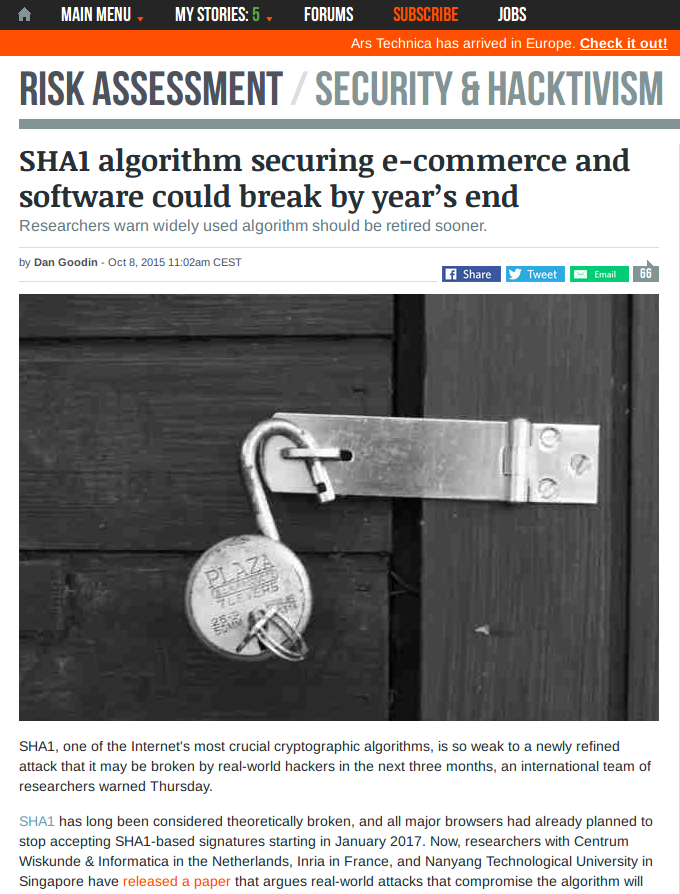 MAIN MENU
MY STORIES: 5
FORUMS
SUBSCRIBE
JOBS
Ars Technica has arrived in Europe. Check it out!
RISK ASSESSMENT / SECURITY & HACKTIVISM
SHA1 algorithm securing e-commerce and
software could break by year’s end
Researchers warn widely used algorithm should be retired sooner.
by Dan Goodin - Oct 8, 2015 11:02am CEST
Share
Tweet
Email
66
PLAZA
7 LEVERS
SHA1, one of the Internet's most crucial cryptographic algorithms, is so weak to a newly refined
attack that it may be broken by real-world hackers in the next three months, an international team of
researchers warned Thursday.
SHA1 has long been considered theoretically broken, and all major browsers had already planned to
stop accepting SHA1-based signatures starting in January 2017. Now, researchers with Centrum
Wiskunde & Informatica in the Netherlands, Inria in France, and Nanyang Technological University in
Singapore have released a paper that argues real-world attacks that compromise the algorithm will